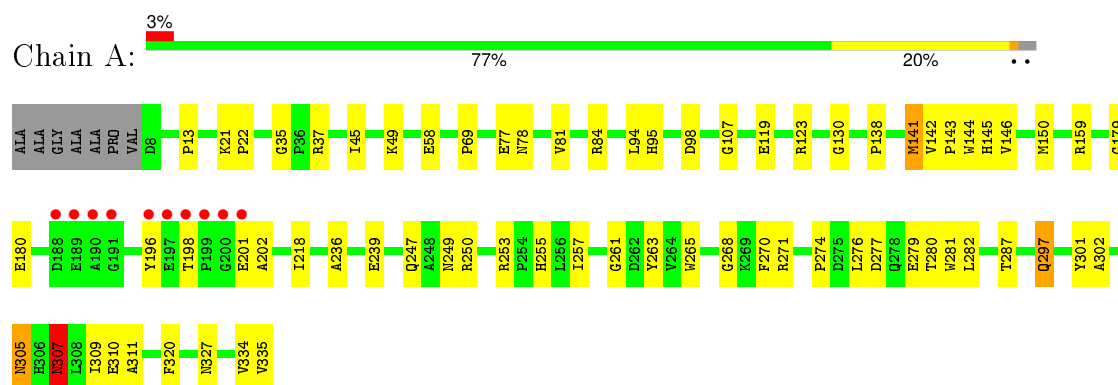 3%
Chain A:
77% 20% • •
ALA ALA GLY ALA ALA PRO VAL D8 P13 K21 P22 G35 P36 R37 I45 K49 E58 P69 E77 N78 V81 R84 L94 H95 D98 G107 E119 R123 G130 P138 M141 V142 P143 W144 H145 V146 M150 R159 G179
E180 D188 E189 A190 G191 Y196 E197 T198 P199 G200 E201 A202 I218 A236 E239 Q247 A248 N249 R250 R253 P254 H255 L256 I257 G261 D262 Y263 V264 W265 G268 K269 F270 R271 P274 D275 L276 D277 Q278 E279 T280 W281 L282 T287 Q297 Y301 A302
N305 H306 N307 L308 I309 E310 A311 F320 N327 V334 V335